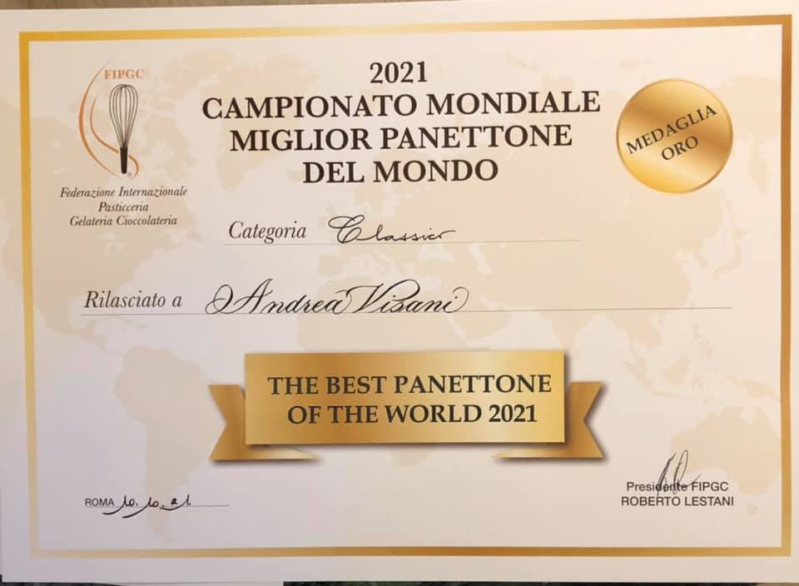 FIPGC
Federazione Internazionale
Pasticceria
Gelateria Cioccolateria
2021
CAMPIONATO MONDIALE
MIGLIOR PANETTONE
DEL MONDO
MEDAGLIA
ORO
Categoria Classico
Rilasciato a Andrea Visani
THE BEST PANETTONE
OF THE WORLD 2021
ROMA 10.10.21
Presidente FIPGC
ROBERTO LESTANI